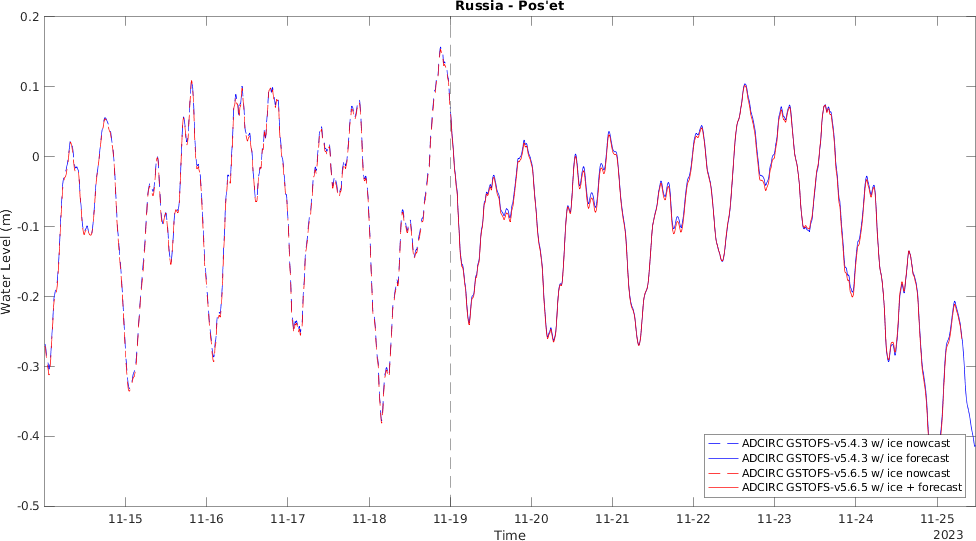 Russia - Pos'et
0.2
0.1
0
-0.1
-0.2
-0.3
-0.4
-0.5
Water Level (m)
ADCIRC GSTOFS-v5.4.3 w/ ice nowcast
ADCIRC GSTOFS-v5.4.3 w/ ice forecast
ADCIRC GSTOFS-v5.6.5 w/ ice nowcast
ADCIRC GSTOFS-v5.6.5 w/ ice + forecast
11-15 11-16 11-17 11-18 11-19 11-20 11-21 11-22 11-23 11-24 11-25
Time
2023